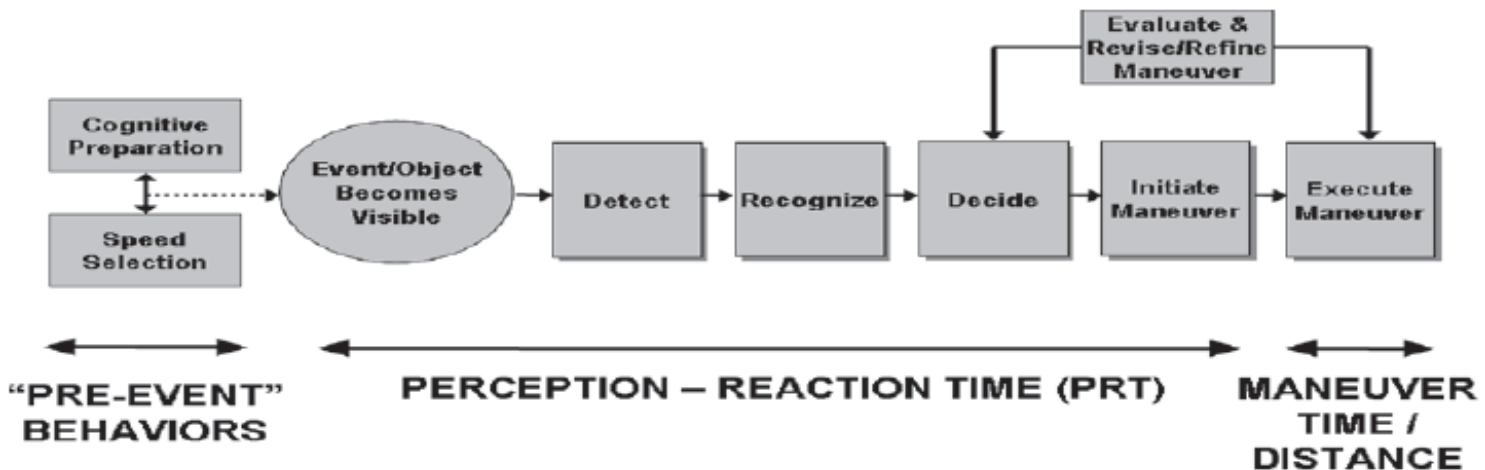 Evaluate &
Revise/Refine
Maneuver
Cognitive
Preparation
Speed
Selection
Event/Object
Becomes
Visible
Detect
Recognize
Decide
Initiate
Maneuver
Execute
Maneuver
“PRE-EVENT”
BEHAVIORS
PERCEPTION – REACTION TIME (PRT)
MANEUVER
TIME /
DISTANCE